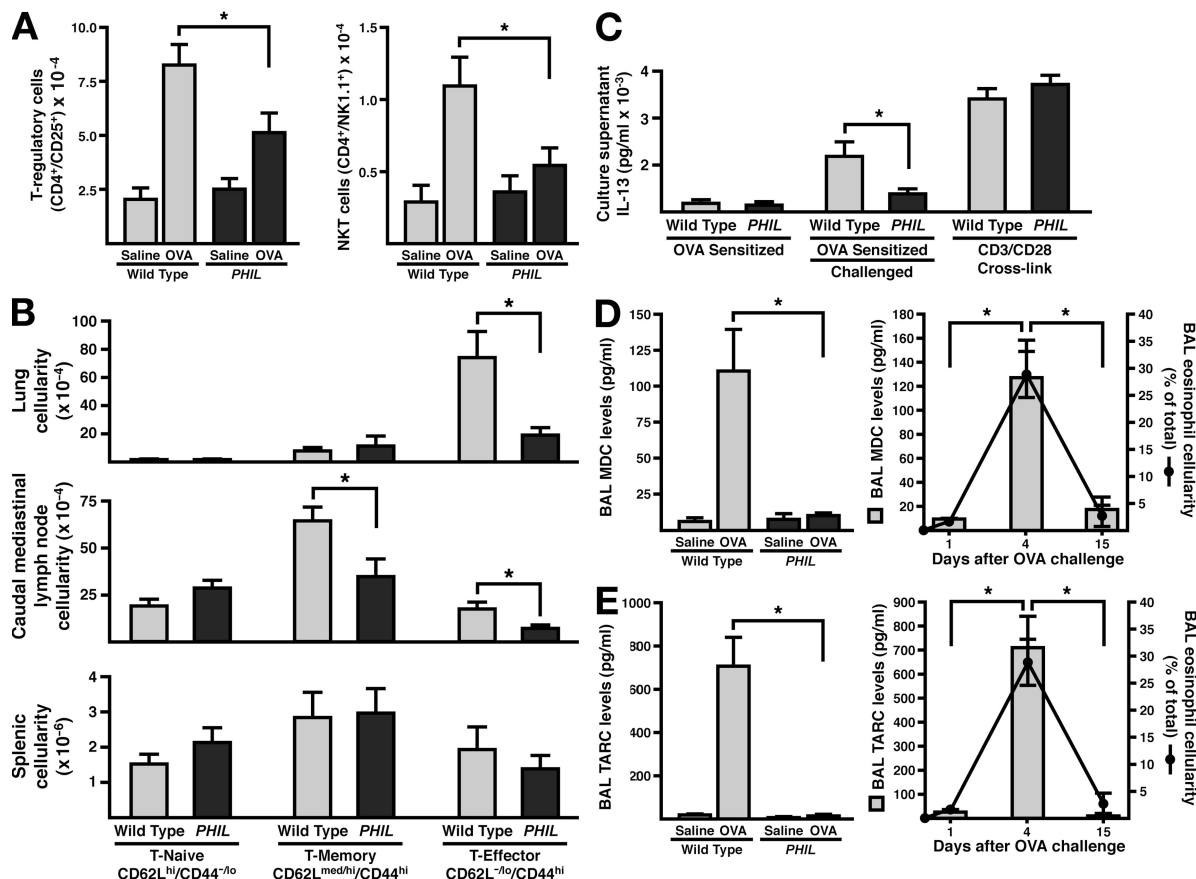 A
T-regulatory cells
(CD4⁺/CD25⁺) x 10⁻⁴
10.0
7.5
5.0
2.5
*
Saline OVA Saline OVA
Wild Type PHIL
NKT cells (CD4⁺/NK1.1⁺) x 10⁻⁴
1.5
1.0
0.5
*
Saline OVA Saline OVA
Wild Type PHIL
B
Lung
cellularity
(x 10⁻⁴)
100
80
60
40
20
*
Caudal mediastinal
lymph node
cellularity (x 10⁻⁴)
75
50
25
*
*
Splenic
cellularity
(x 10⁻⁶)
4
3
2
1
Wild Type PHIL Wild Type PHIL Wild Type PHIL
T-Naive T-Memory T-Effector
CD62Lʰⁱ/CD44⁻/ˡᵒ CD62Lᵐᵉᵈ/ʰⁱ/CD44ʰⁱ CD62L⁻/ˡᵒ/CD44ʰⁱ
C
Culture supernatant
IL-13 (pg/ml x 10⁻³)
4
3
2
*
Wild Type PHIL Wild Type PHIL Wild Type PHIL
OVA Sensitized OVA Sensitized CD3/CD28
Challenged Cross-link
D
BAL MDC levels (pg/ml)
150
125
100
75
50
25
*
Saline OVA Saline OVA
Wild Type PHIL
BAL MDC levels (pg/ml)
180
160
140
120
100
80
60
40
20
* *
40
35
30
25
20
15
10
5
BAL eosinophil cellularity
(% of total)
1 4 15
Days after OVA challenge
E
BAL TARC levels (pg/ml)
1000
800
600
400
200
*
Saline OVA Saline OVA
Wild Type PHIL
BAL TARC levels (pg/ml)
900
800
700
600
500
400
300
200
100
* *
40
35
30
25
20
15
10
5
BAL eosinophil cellularity
(% of total)
1 4 15
Days after OVA challenge